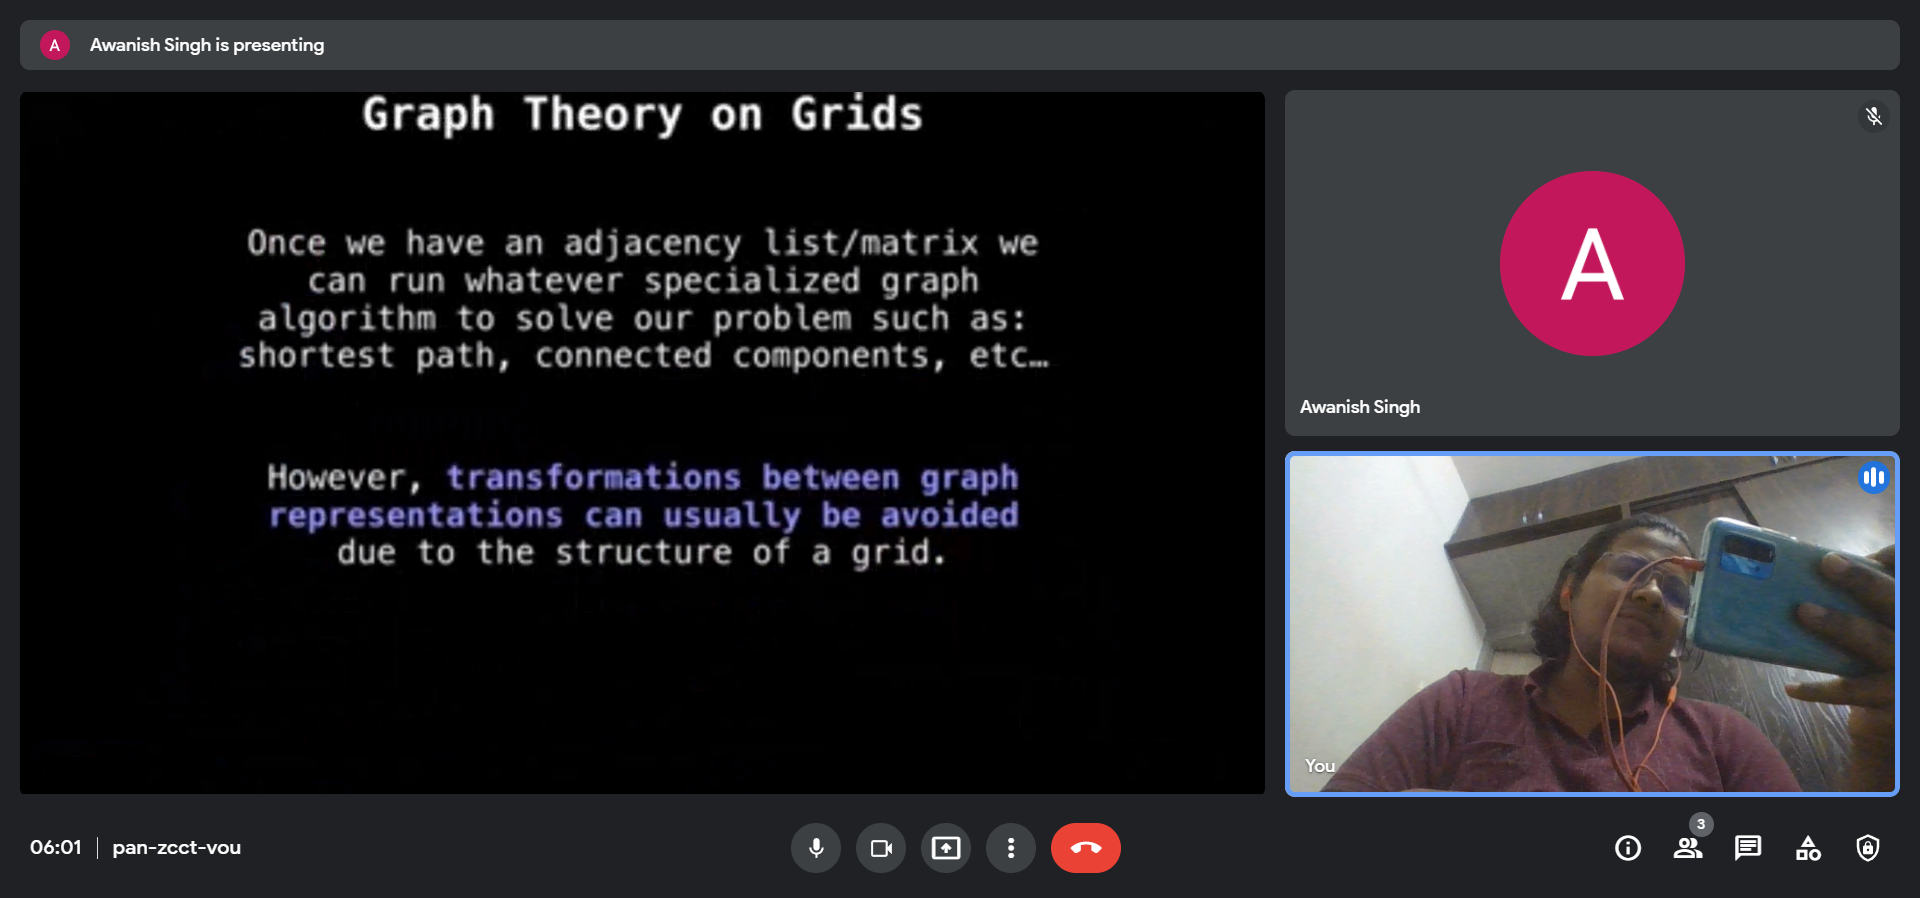 A
Awanish Singh is presenting
Graph Theory on Grids
Once we have an adjacency list/matrix we
can run whatever specialized graph
algorithm to solve our problem such as:
shortest path, connected components, etc…
However, transformations between graph
representations can usually be avoided
due to the structure of a grid.
A
Awanish Singh
You
06:01 | pan-zcct-vou
3